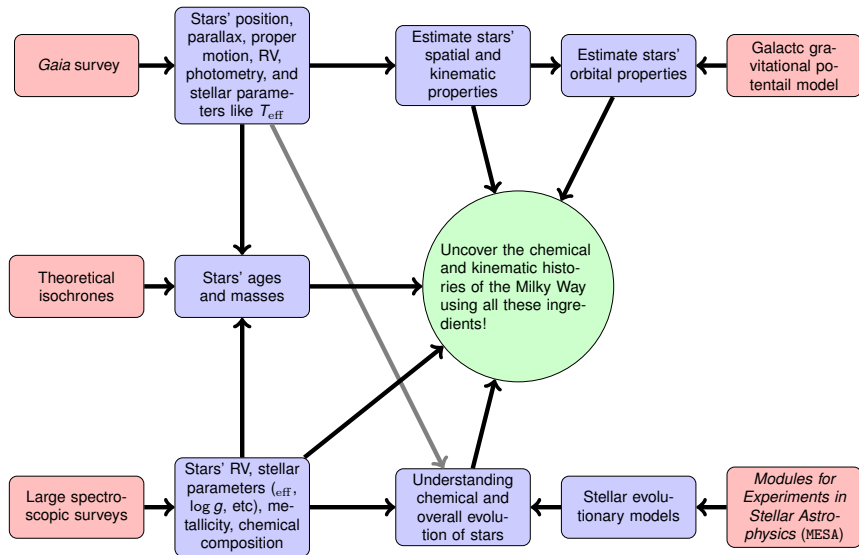 Gaia survey
Stars' position,
parallax, proper
motion, RV,
photometry, and
stellar parame-
ters like T_eff
Estimate stars'
spatial and
kinematic
properties
Estimate stars'
orbital properties
Galactc gra-
vitational po-
tentail model
Theoretical
isochrones
Stars' ages
and masses
Uncover the chemical
and kinematic histo-
ries of the Milky Way
using all these ingre-
dients!
Large spectro-
scopic surveys
Stars' RV, stellar
parameters (eff,
log g, etc), me-
tallicity, chemical
composition
Understanding
chemical and
overall evolu-
tion of stars
Stellar evolu-
tionary models
Modules for
Experiments in
Stellar Astro-
physics (MESA)